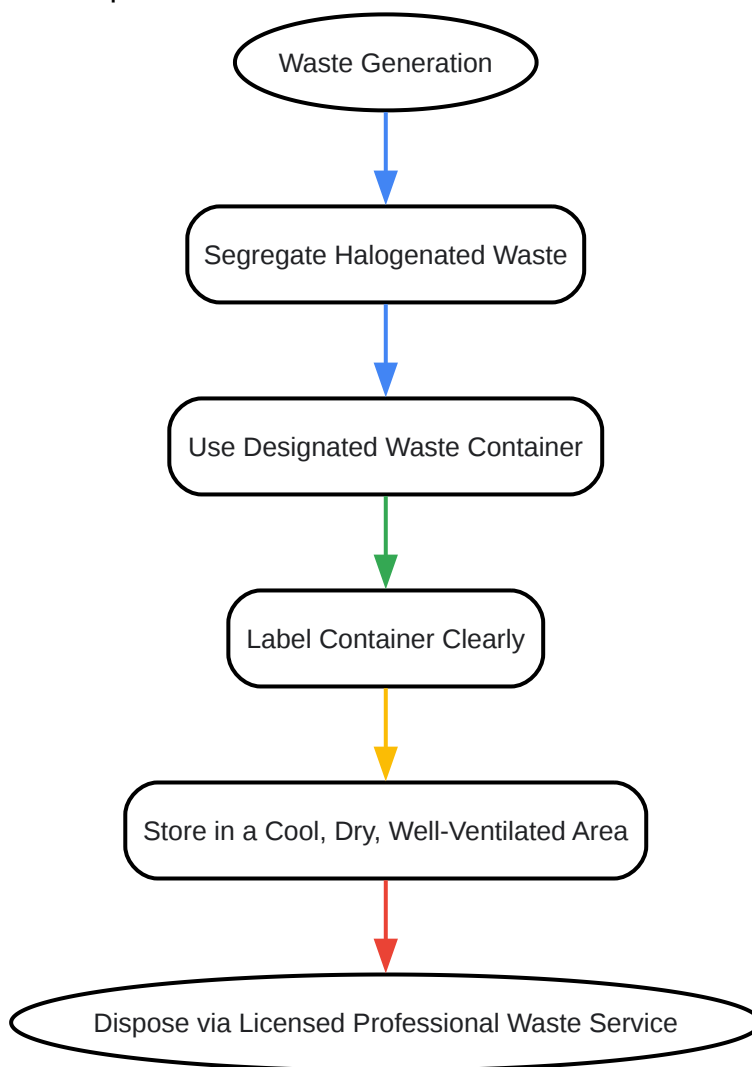 Waste Generation
Segregate Halogenated Waste
Use Designated Waste Container
Label Container Clearly
Store in a Cool, Dry, Well-Ventilated Area
Dispose via Licensed Professional Waste Service